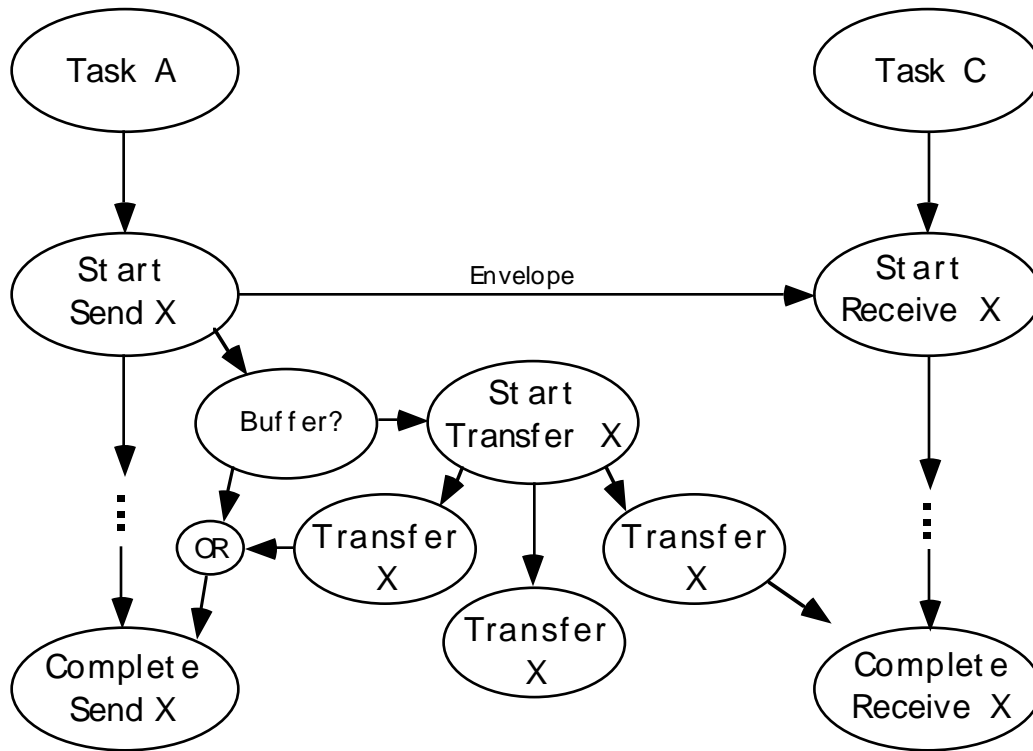 Task A
Task C
Start
Send X
Envelope
Start
Receive X
Buffer?
Start
Transfer X
OR
Transfer
X
Transfer
X
Transfer
X
Complete
Send X
Complete
Receive X